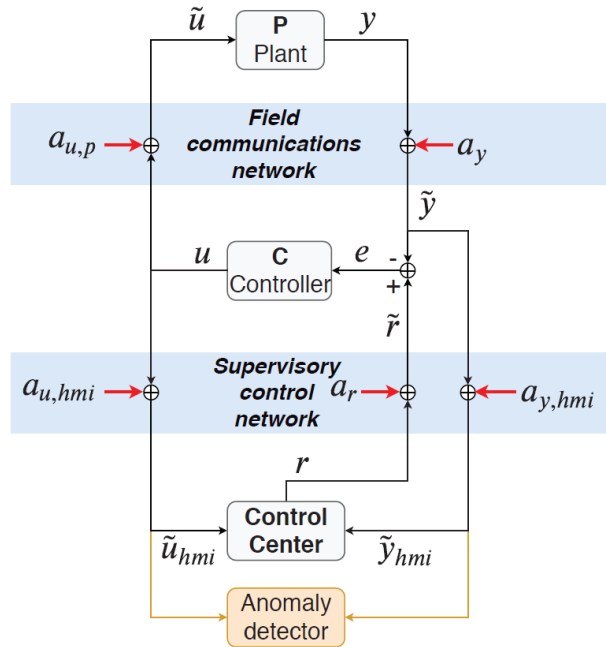 ũ
P
Plant
y
a_{u,p}
Field
communications
network
a_y
ỹ
u
C
Controller
e
-
+
r̃
a_{u,hmi}
Supervisory
control
network
a_r
a_{y,hmi}
r
ũ_{hmi}
Control
Center
ỹ_{hmi}
Anomaly
detector